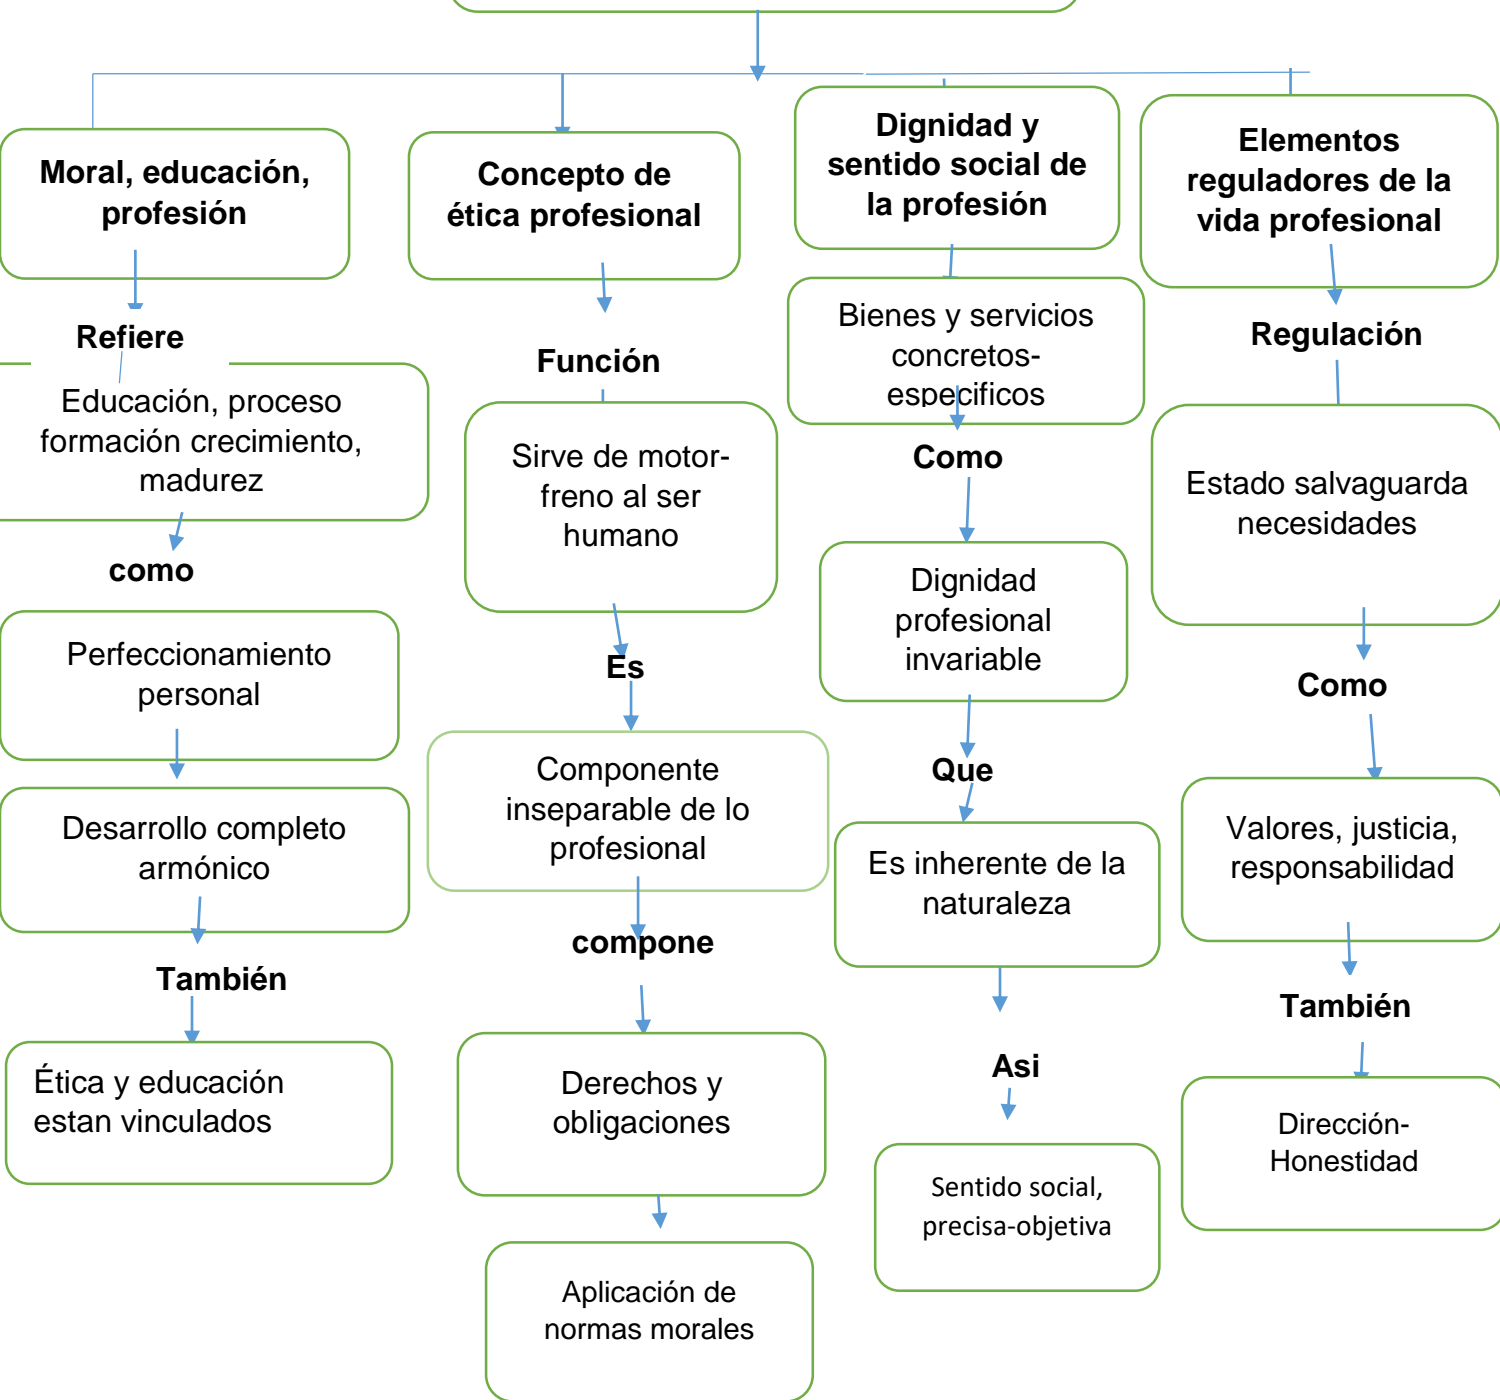 Moral, educación,
profesión
Refiere
Educación, proceso
formación crecimiento,
madurez
como
Perfeccionamiento
personal
Desarrollo completo
armónico
También
Ética y educación
estan vinculados
Concepto de
ética profesional
Función
Sirve de motor-
freno al ser
humano
Es
Componente
inseparable de lo
profesional
compone
Derechos y
obligaciones
Aplicación de
normas morales
Dignidad y
sentido social de
la profesión
Bienes y servicios
concretos-
especificos
Como
Dignidad
profesional
invariable
Que
Es inherente de la
naturaleza
Asi
Sentido social,
precisa-objetiva
Elementos
reguladores de la
vida profesional
Regulación
Estado salvaguarda
necesidades
Como
Valores, justicia,
responsabilidad
También
Dirección-
Honestidad